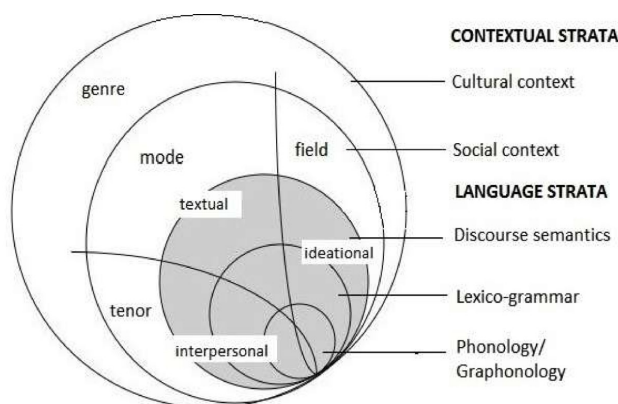 CONTEXTUAL STRATA
genre
Cultural context
mode
field
Social context
textual
LANGUAGE STRATA
ideational
Discourse semantics
tenor
Lexico-grammar
interpersonal
Phonology/
Graphonology